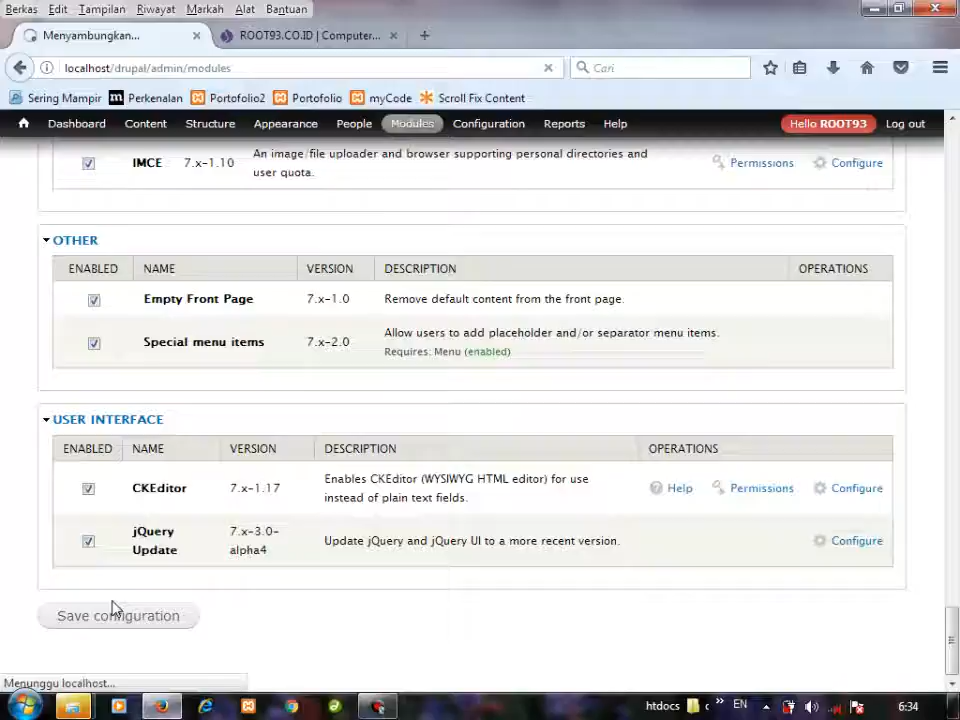 Berkas Edit Tampilan Riwayat Markah Alat Bantuan
Menyambungkan... × ROOT93.CO.ID | Computer... × +
localhost/drupal/admin/modules × Cari
Sering Mampir Perkenalan Portofolio2 Portofolio myCode Scroll Fix Content
Dashboard Content Structure Appearance People Modules Configuration Reports Help Hello ROOT93 Log out
IMCE 7.x-1.10 An image/file uploader and browser supporting personal directories and Permissions Configure
user quota.
OTHER
ENABLED NAME VERSION DESCRIPTION OPERATIONS
Empty Front Page 7.x-1.0 Remove default content from the front page.
Special menu items 7.x-2.0 Allow users to add placeholder and/or separator menu items.
Requires: Menu (enabled)
USER INTERFACE
ENABLED NAME VERSION DESCRIPTION OPERATIONS
CKEditor 7.x-1.17 Enables CKEditor (WYSIWYG HTML editor) for use Help Permissions Configure
instead of plain text fields.
jQuery 7.x-3.0- Update jQuery and jQuery UI to a more recent version. Configure
Update alpha4
Save configuration
Menunggu localhost...
htdocs » EN 6:34